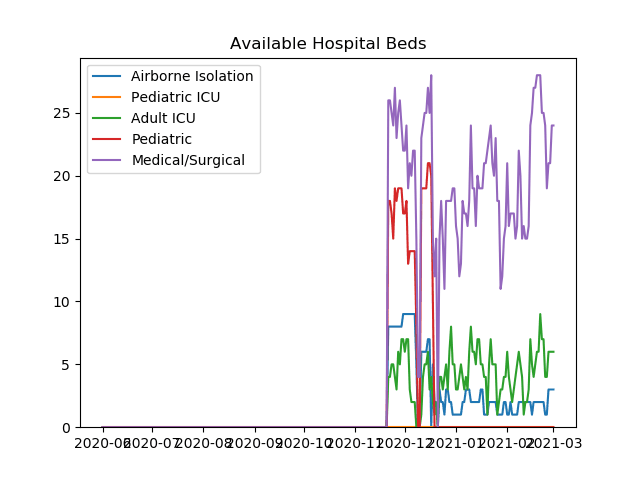 Available Hospital Beds
Airborne Isolation
Pediatric ICU
Adult ICU
Pediatric
Medical/Surgical
25
20
15
10
5
0
2020-06 2020-07 2020-08 2020-09 2020-10 2020-11 2020-12 2021-01 2021-02 2021-03